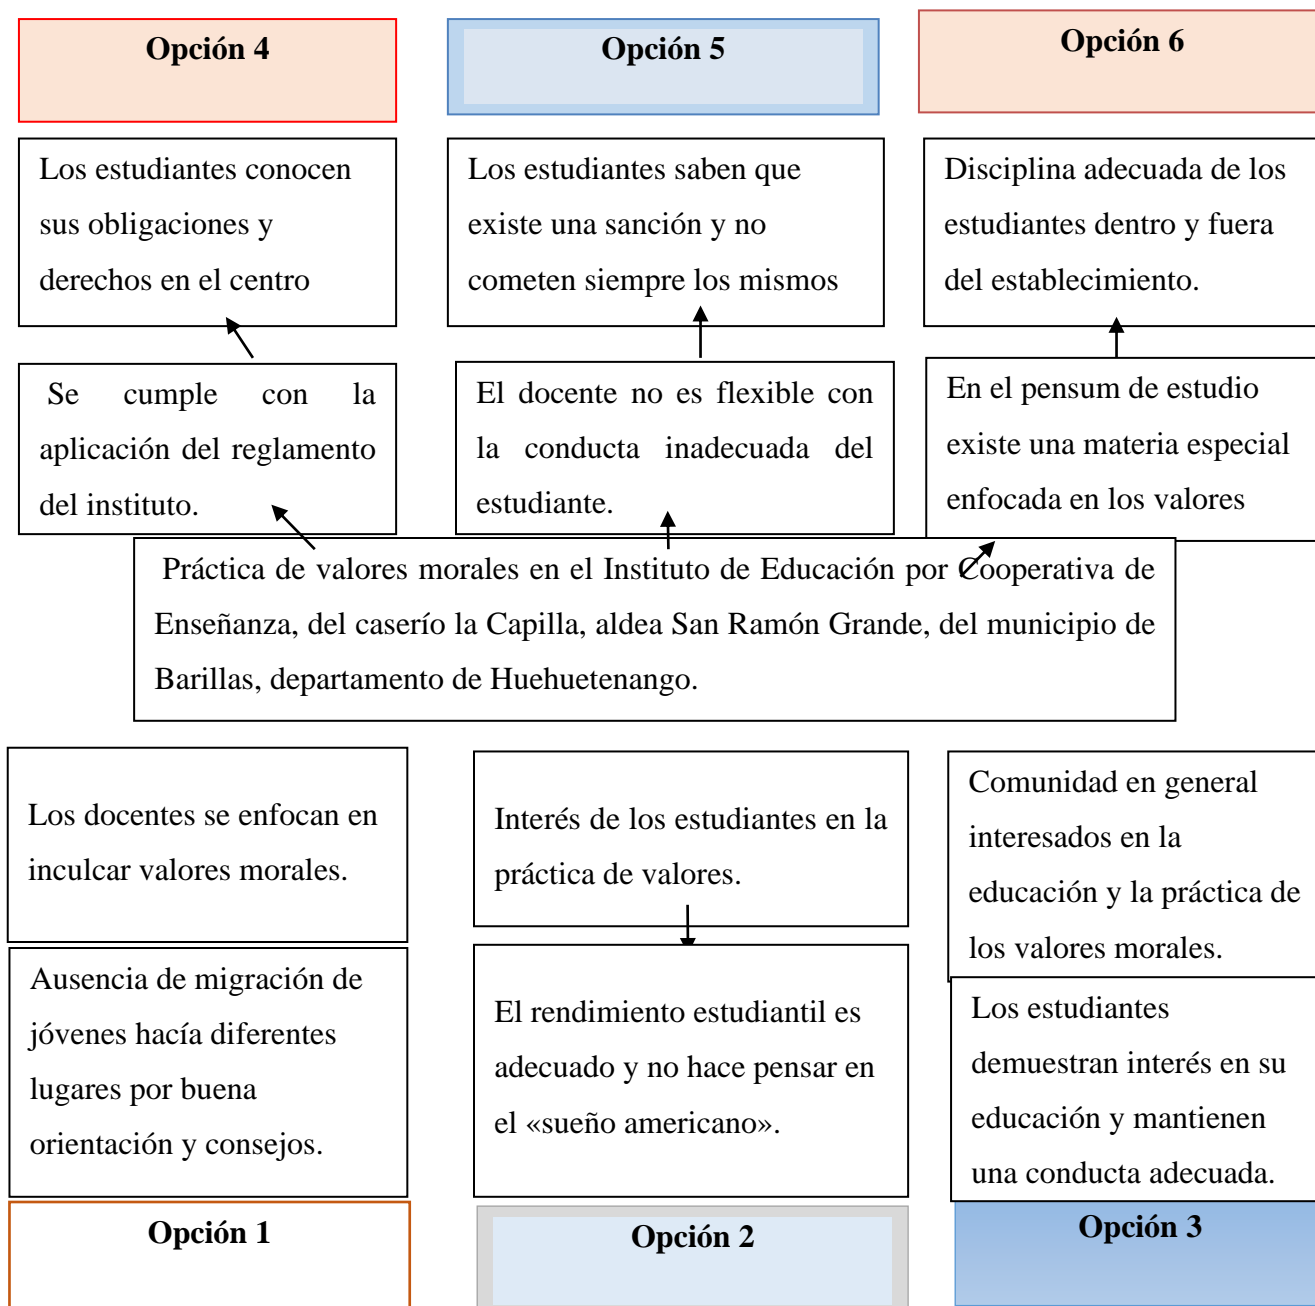 Opción 4
Opción 5
Opción 6
Los estudiantes conocen
sus obligaciones y
derechos en el centro
Los estudiantes saben que
existe una sanción y no
cometen siempre los mismos
Disciplina adecuada de los
estudiantes dentro y fuera
del establecimiento.
Se cumple con la
aplicación del reglamento
del instituto.
El docente no es flexible con
la conducta inadecuada del
estudiante.
En el pensum de estudio
existe una materia especial
enfocada en los valores
Práctica de valores morales en el Instituto de Educación por Cooperativa de
Enseñanza, del caserío la Capilla, aldea San Ramón Grande, del municipio de
Barillas, departamento de Huehuetenango.
Los docentes se enfocan en
inculcar valores morales.
Interés de los estudiantes en la
práctica de valores.
Comunidad en general
interesados en la
educación y la práctica de
los valores morales.
Ausencia de migración de
jóvenes hacía diferentes
lugares por buena
orientación y consejos.
El rendimiento estudiantil es
adecuado y no hace pensar en
el «sueño americano».
Los estudiantes
demuestran interés en su
educación y mantienen
una conducta adecuada.
Opción 1
Opción 2
Opción 3